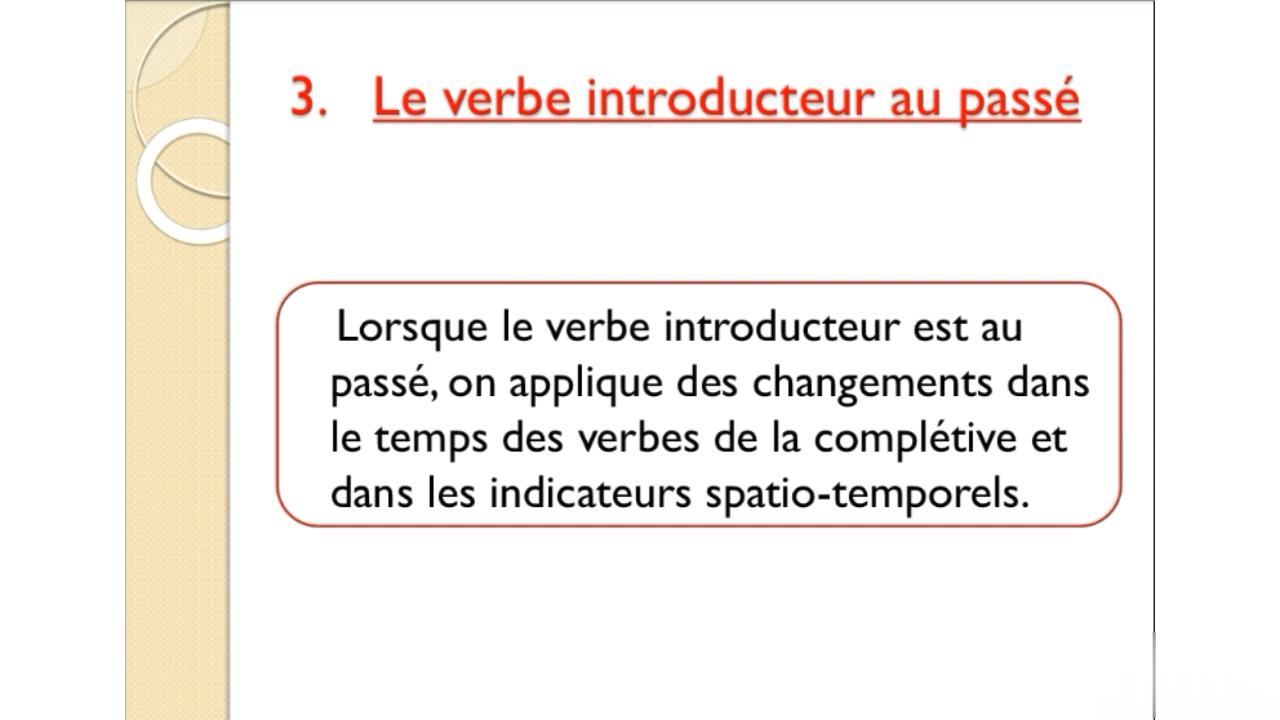 3. Le verbe introducteur au passé
Lorsque le verbe introducteur est au
passé, on applique des changements dans
le temps des verbes de la complétive et
dans les indicateurs spatio-temporels.